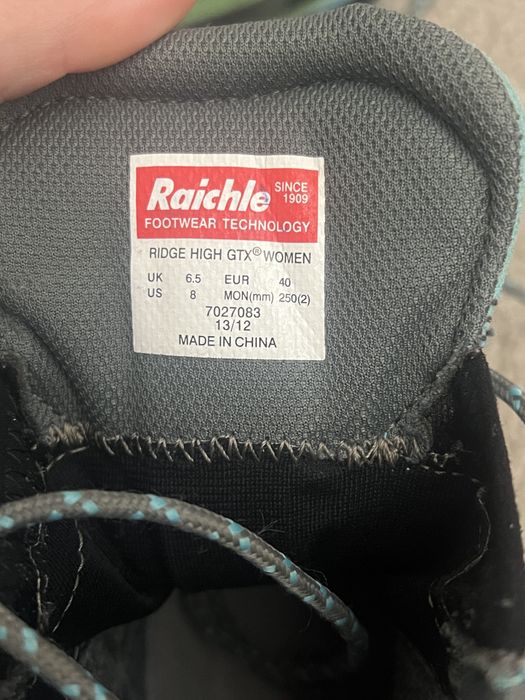 Raichle SINCE 1909
FOOTWEAR TECHNOLOGY
RIDGE HIGH GTX® WOMEN
UK 6.5 EUR 40
US 8 MON(mm) 250(2)
7027083
13/12
MADE IN CHINA